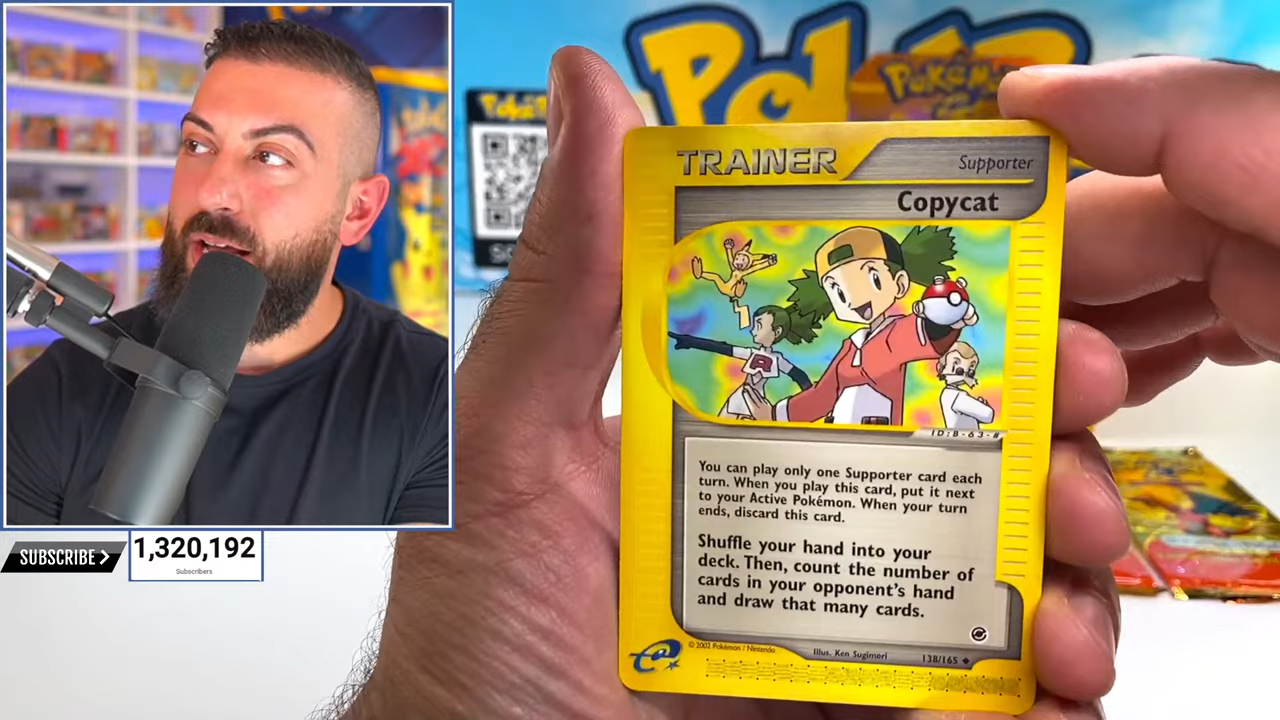 TRAINER
Supporter
Copycat
ID:B-63-#
You can play only one Supporter card each
turn. When you play this card, put it next
to your Active Pokémon. When your turn
ends, discard this card.
Shuffle your hand into your
deck. Then, count the number of
cards in your opponent's hand
and draw that many cards.
© 2002 Pokémon / Nintendo
Illus. Ken Sugimori
138/165
R
e
POKÉMON
SUBSCRIBE
1,320,192
Subscribers